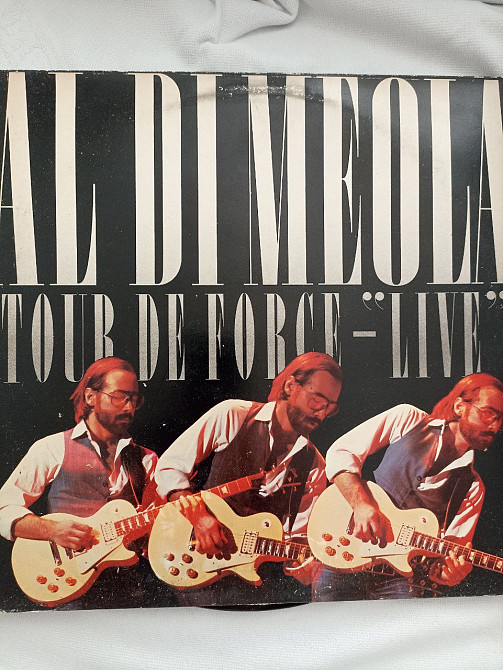 AL DI MEOLA
TOUR DE FORCE – "LIVE"